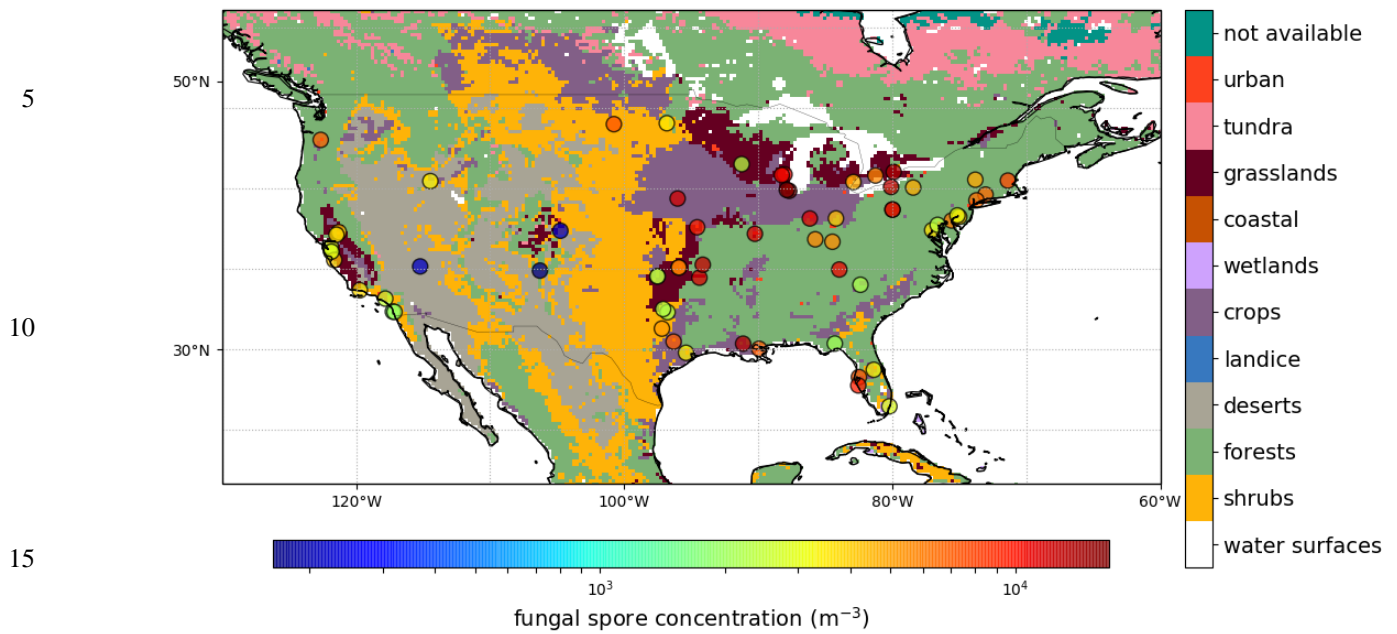 not available
5
50°N
urban
tundra
grasslands
coastal
wetlands
crops
10
30°N
landice
deserts
forests
shrubs
120°W 100°W 80°W 60°W
15
water surfaces
10³ 10⁴
fungal spore concentration (m⁻³)